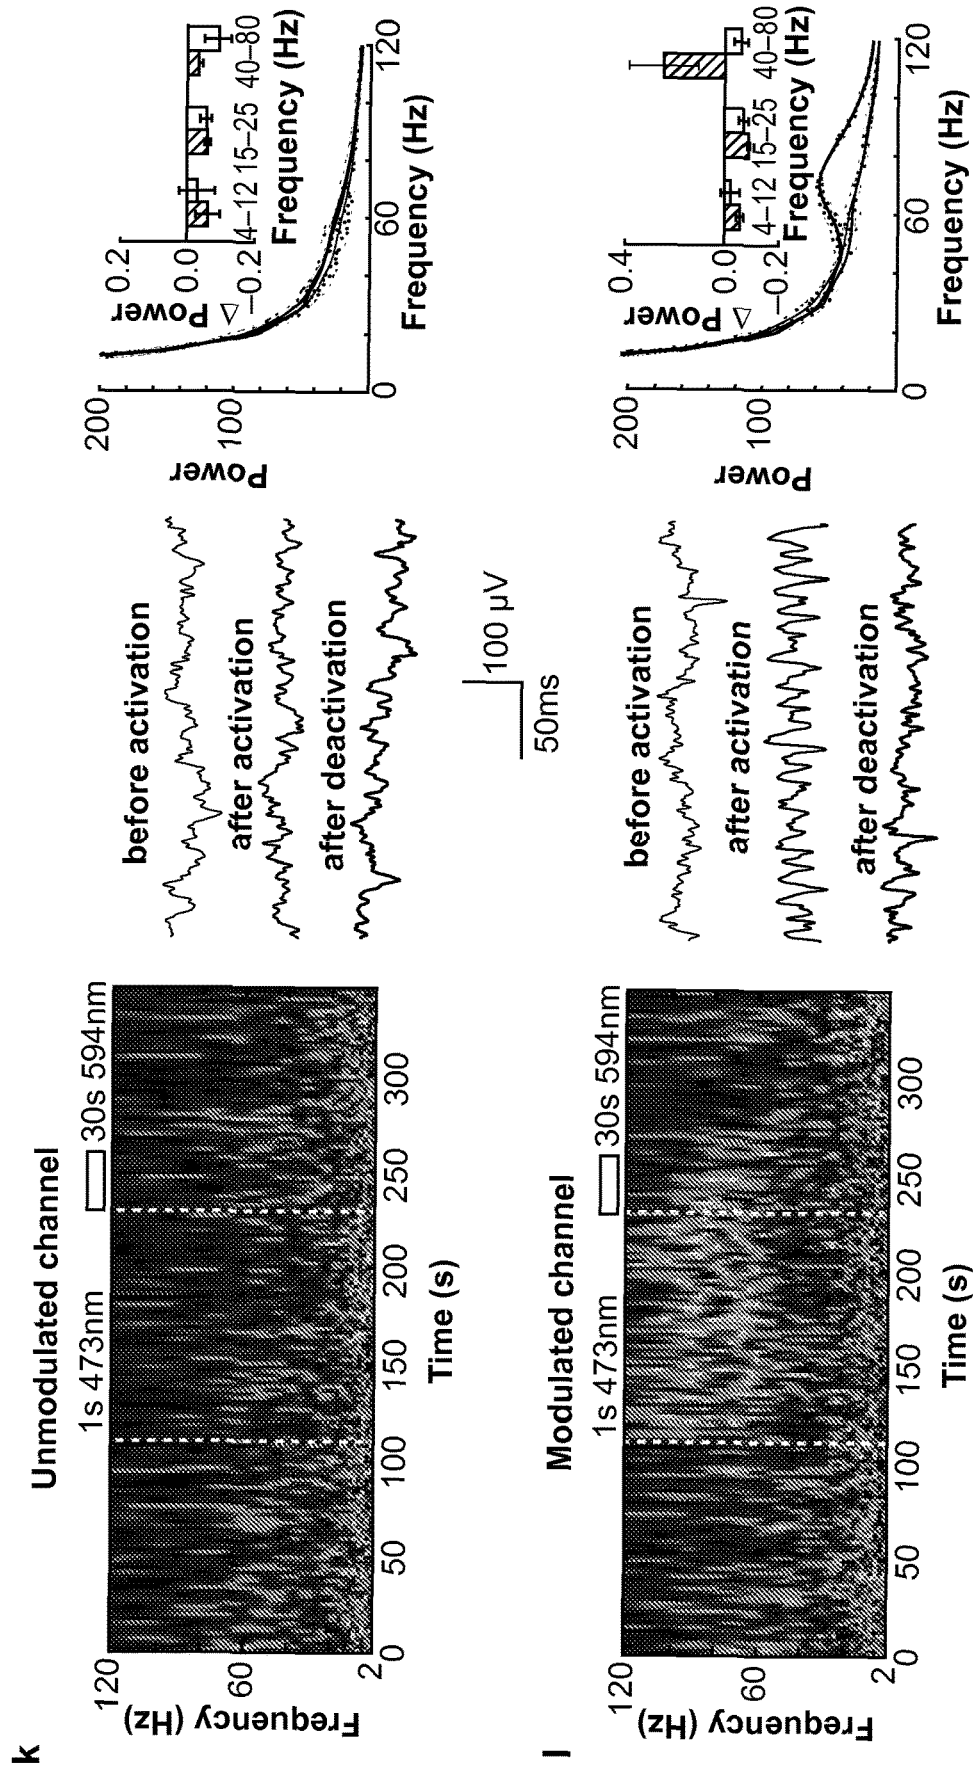 k
Unmodulated channel
1s 473nm
30s 594nm
120
60
2
Frequency (Hz)
0
50
100
150
200
250
300
Time (s)
before activation
after activation
after deactivation
100 µV
50ms
200
100
0
60
120
Power
Frequency (Hz)
0.2
0.0
−0.2
Δ Power
4–12 15–25 40–80
Frequency (Hz)
l
Modulated channel
1s 473nm
30s 594nm
120
60
2
Frequency (Hz)
0
50
100
150
200
250
300
Time (s)
before activation
after activation
after deactivation
200
100
0
60
120
Power
Frequency (Hz)
0.4
0.0
−0.2
Δ Power
4–12 15–25 40–80
Frequency (Hz)